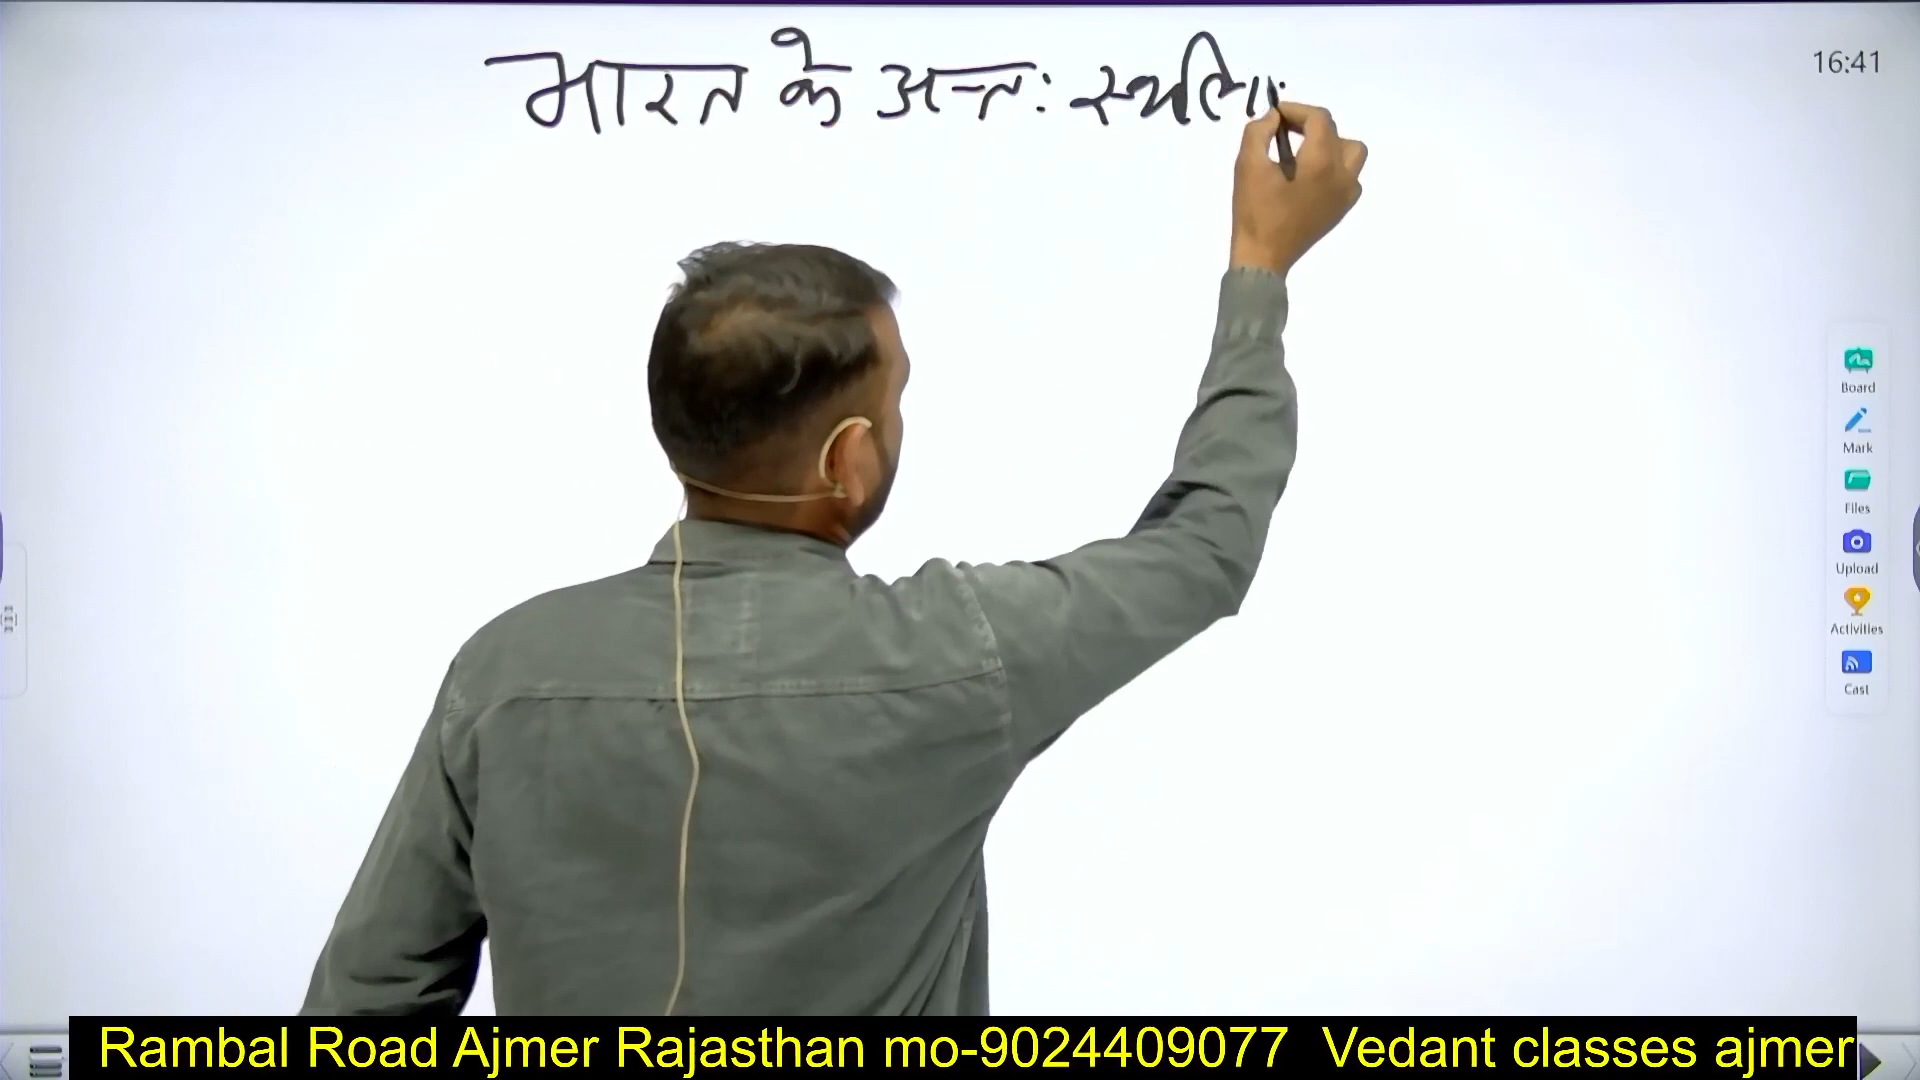 भारत के अन्तः स्थलिय
16:41
Board
Mark
Files
Upload
Activities
Cast
Rambal Road Ajmer Rajasthan mo-9024409077 Vedant classes ajmer